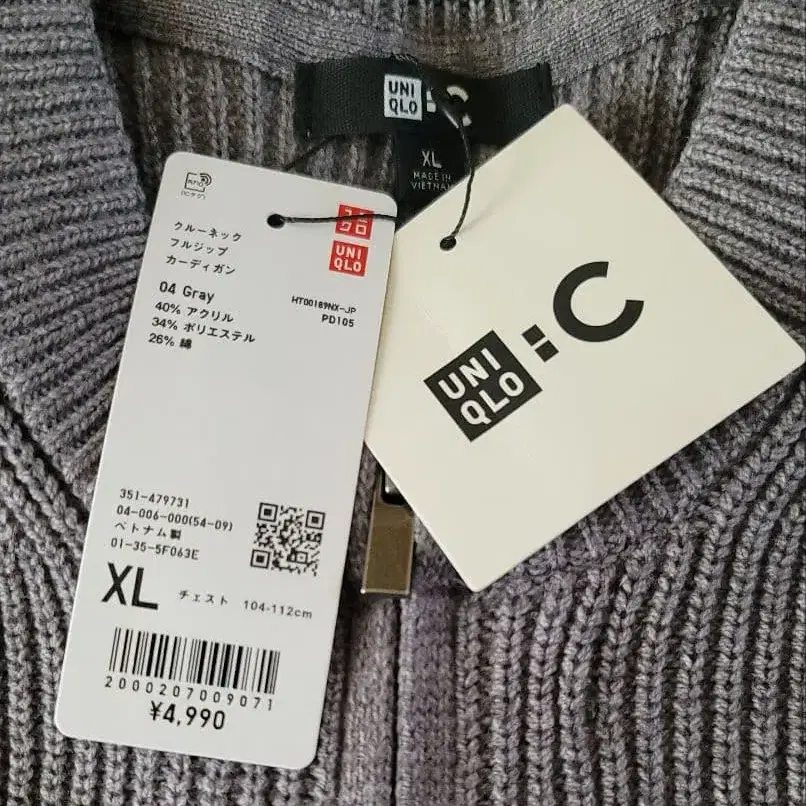 UNI
QLO
: C
XL
MADE IN
VIETNAM
ユニ
クロ
UNI
QLO
クルーネック
フルジップ
カーディガン
04 Gray
HT00189NX-JP
40% アクリル
PD105
34% ポリエステル
26% 綿
351-479731
04-006-000(54-09)
ベトナム製
01-35-5F063E
XL チェスト 104-112cm
2000207009071
¥4,990
UNI
QLO
: C